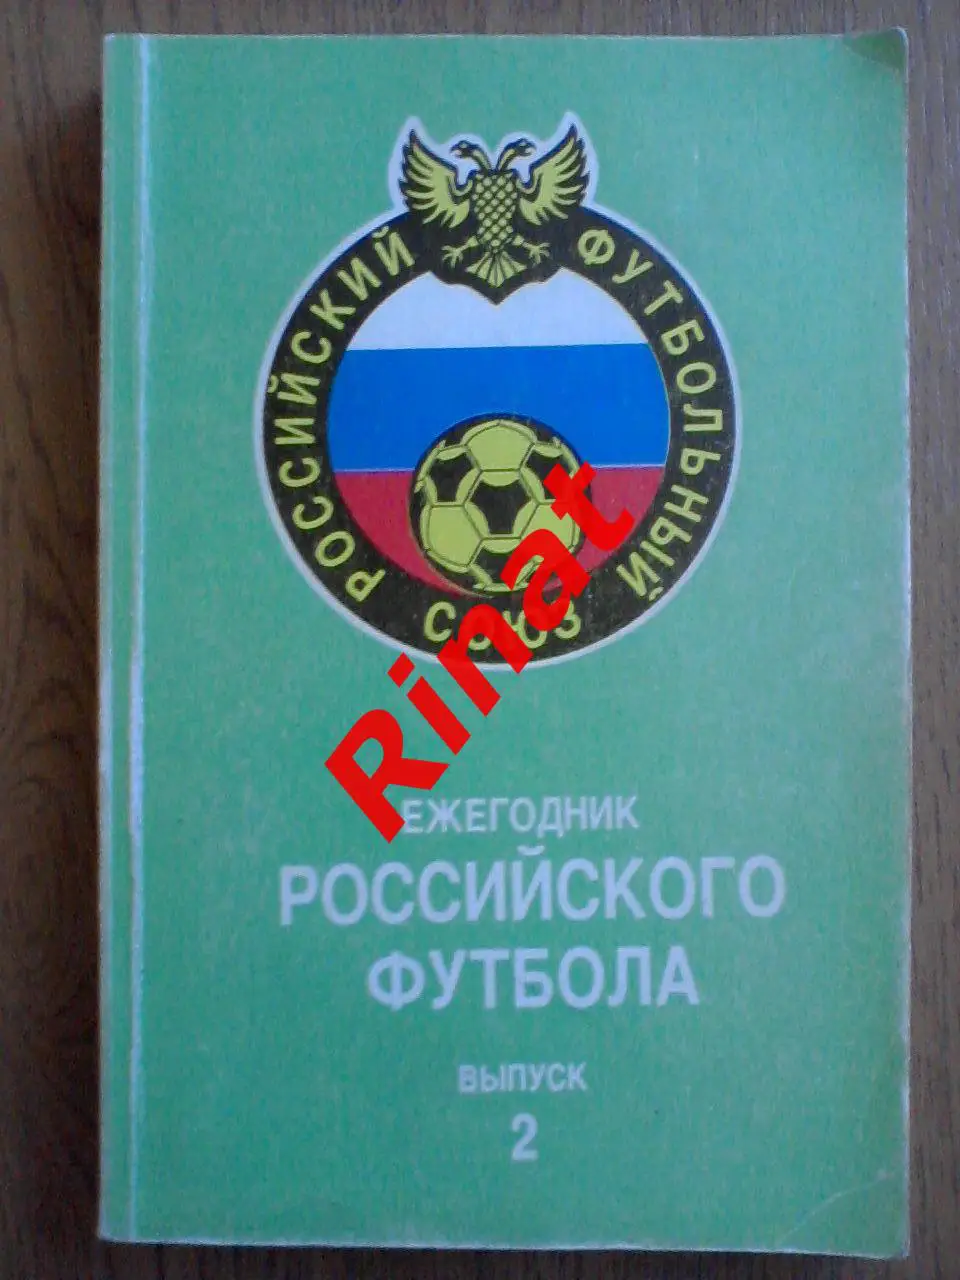 РОССИЙСКИЙ ФУТБОЛЬНЫЙ
СОЮЗ
Rinat
ЕЖЕГОДНИК
РОССИЙСКОГО
ФУТБОЛА
ВЫПУСК
2